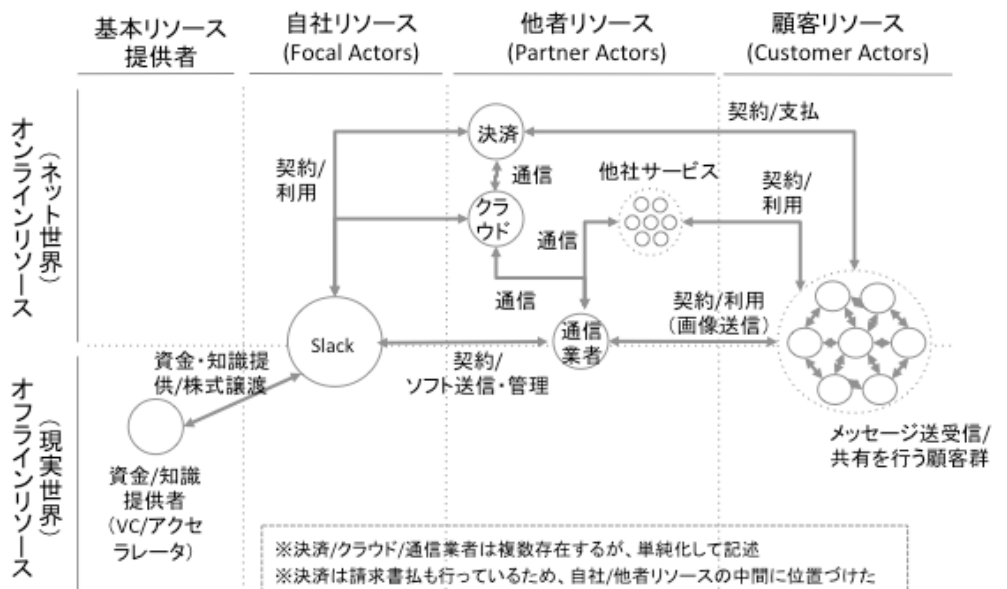 基本リソース
提供者
自社リソース
(Focal Actors)
他者リソース
(Partner Actors)
顧客リソース
(Customer Actors)
オンラインリソース
（ネット世界）
オフラインリソース
（現実世界）
決済
契約/支払
契約/
利用
通信
他社サービス
クラ
ウド
契約/
利用
通信
通信
契約/利用
（画像送信）
Slack
通信
業者
資金・知識提
供/株式譲渡
契約/
ソフト送信・管理
メッセージ送受信/
共有を行う顧客群
資金/知識
提供者
（VC/アクセ
ラレータ）
※決済/クラウド/通信業者は複数存在するが、単純化して記述
※決済は請求書払も行っているため、自社/他者リソースの中間に位置づけた